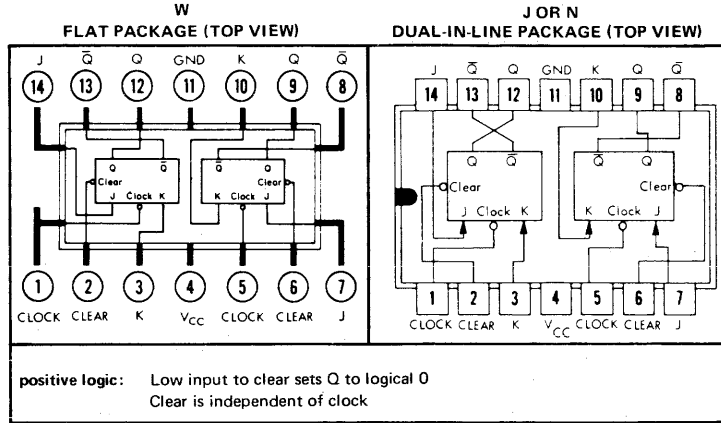 W
FLAT PACKAGE (TOP VIEW)
J Q̅ Q GND K Q Q̅
14 13 12 11 10 9 8
Q Q̅
Clear
J Clock K
Q̅ Q
Clear
K Clock J
1 2 3 4 5 6 7
CLOCK CLEAR K VCC CLOCK CLEAR J
J OR N
DUAL-IN-LINE PACKAGE (TOP VIEW)
J Q̅ Q GND K Q Q̅
14 13 12 11 10 9 8
Q Q̅
Clear
J Clock K
Q̅ Q
Clear
K Clock J
1 2 3 4 5 6 7
CLOCK CLEAR K VCC CLOCK CLEAR J
positive logic: Low input to clear sets Q to logical 0
Clear is independent of clock